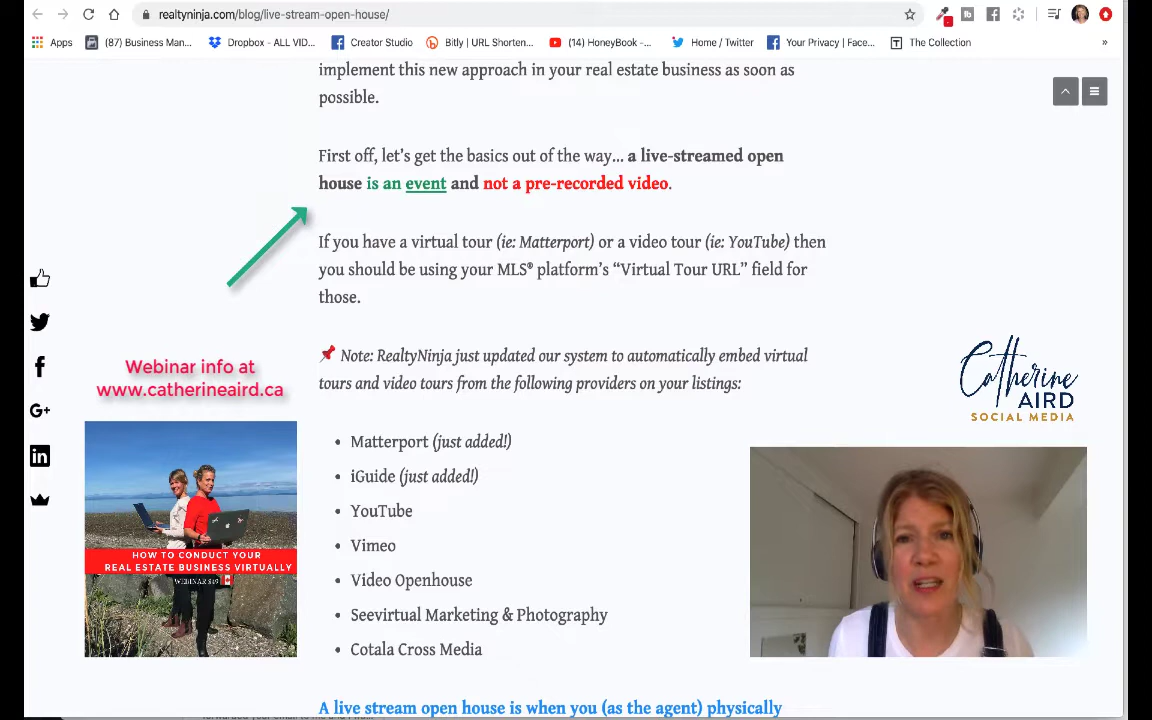 realtyninja.com/blog/live-stream-open-house/
Apps
(87) Business Man...
Dropbox - ALL VID...
Creator Studio
Bitly | URL Shorten...
(14) HoneyBook -...
Home / Twitter
Your Privacy | Face...
The Collection
»
implement this new approach in your real estate business as soon as
possible.
First off, let's get the basics out of the way... a live-streamed open
house is an event and not a pre-recorded video.
If you have a virtual tour (ie: Matterport) or a video tour (ie: YouTube) then
you should be using your MLS® platform's “Virtual Tour URL” field for
those.
Note: RealtyNinja just updated our system to automatically embed virtual
tours and video tours from the following providers on your listings:
• Matterport (just added!)
• iGuide (just added!)
• YouTube
• Vimeo
• Video Openhouse
• Seevirtual Marketing & Photography
• Cotala Cross Media
A live stream open house is when you (as the agent) physically
G+
in
Webinar info at
www.catherineaird.ca
HOW TO CONDUCT YOUR
REAL ESTATE BUSINESS VIRTUALLY
WEBINAR $49
Catherine
AIRD
SOCIAL MEDIA